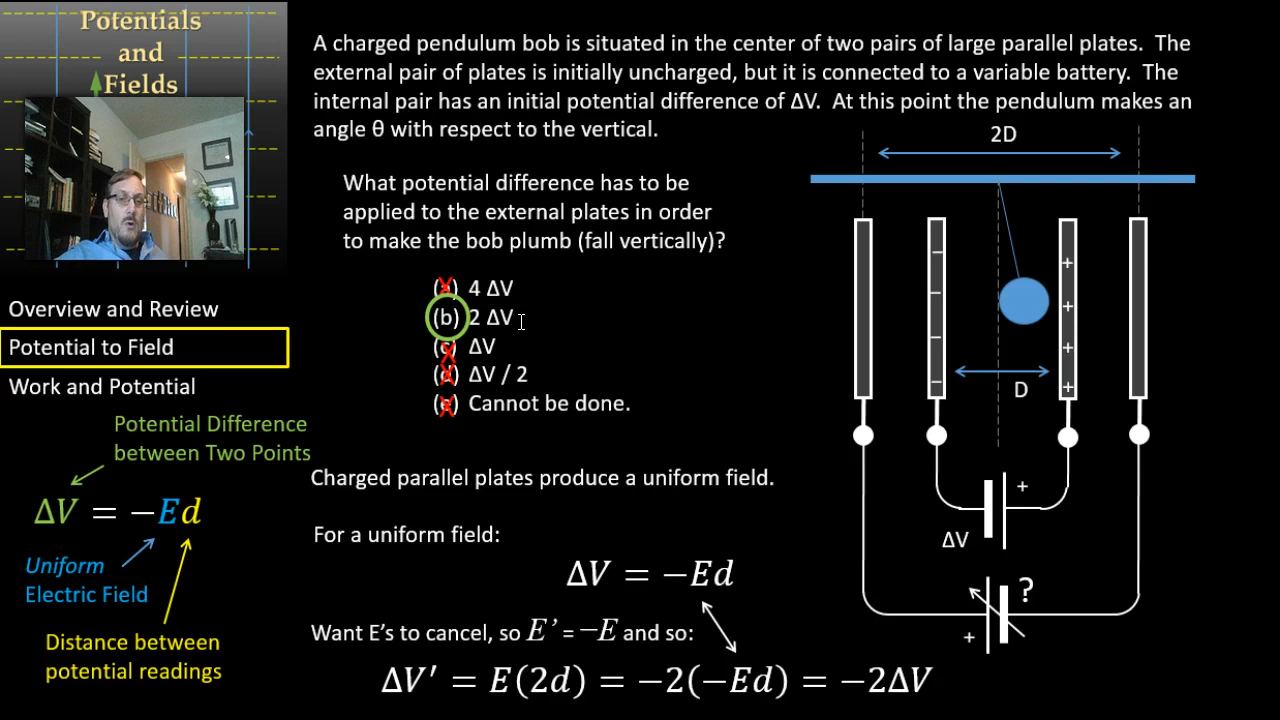 Potentials
and
Fields
A charged pendulum bob is situated in the center of two pairs of large parallel plates. The
external pair of plates is initially uncharged, but it is connected to a variable battery. The
internal pair has an initial potential difference of ΔV. At this point the pendulum makes an
angle θ with respect to the vertical.
What potential difference has to be
applied to the external plates in order
to make the bob plumb (fall vertically)?
(a) 4 ΔV
(b) 2 ΔV
(c) ΔV
(d) ΔV / 2
(e) Cannot be done.
Overview and Review
Potential to Field
Work and Potential
Potential Difference
between Two Points
ΔV = −Ed
Uniform
Electric Field
Distance between
potential readings
Charged parallel plates produce a uniform field.
For a uniform field:
ΔV = −Ed
Want E's to cancel, so E' = −E and so:
ΔV' = E(2d) = −2(−Ed) = −2ΔV
2D
− +
− +
− +
− +
D
+
ΔV
?
+